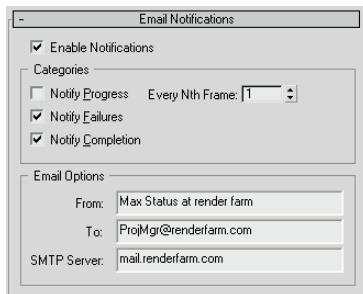 - Email Notifications
Enable Notifications
Categories
Notify Progress Every Nth Frame: 1
Notify Failures
Notify Completion
Email Options
From: Max Status at render farm
To: ProjMgr@renderfarm.com
SMTP Server: mail.renderfarm.com